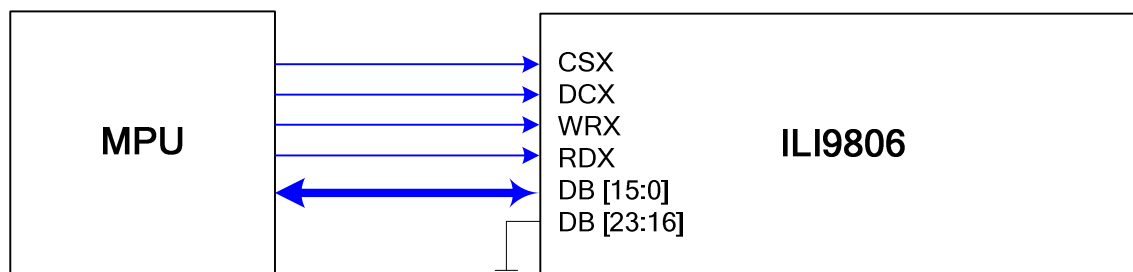 MPU
CSX
DCX
WRX
RDX
DB [15:0]
DB [23:16]
ILI9806